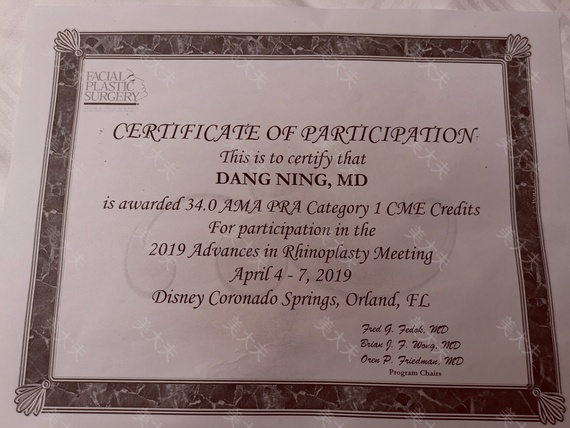 FACIAL
PLASTIC
SURGERY
CERTIFICATE OF PARTICIPATION
This is to certify that
DANG NING, MD
is awarded 34.0 AMA PRA Category 1 CME Credits
For participation in the
2019 Advances in Rhinoplasty Meeting
April 4 - 7, 2019
Disney Coronado Springs, Orland, FL
Fred G. Fedok, MD
Brian J. F. Wong, MD
Oren P. Friedman, MD
Program Chairs